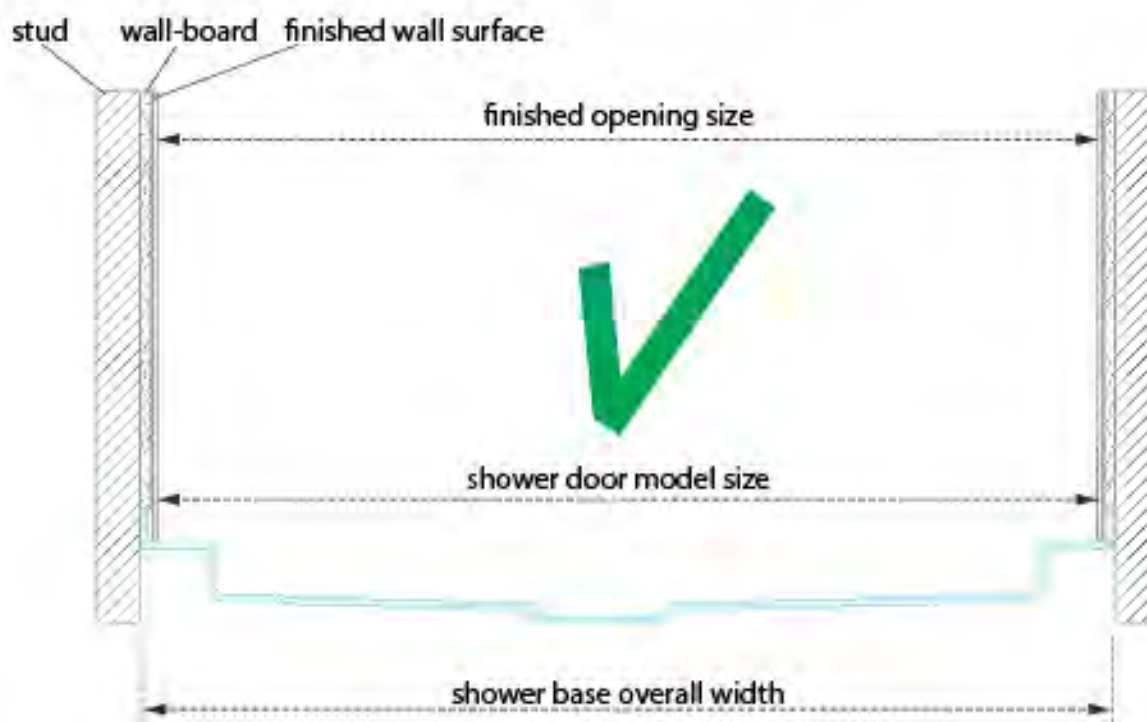 stud wall-board finished wall surface
finished opening size
shower door model size
shower base overall width